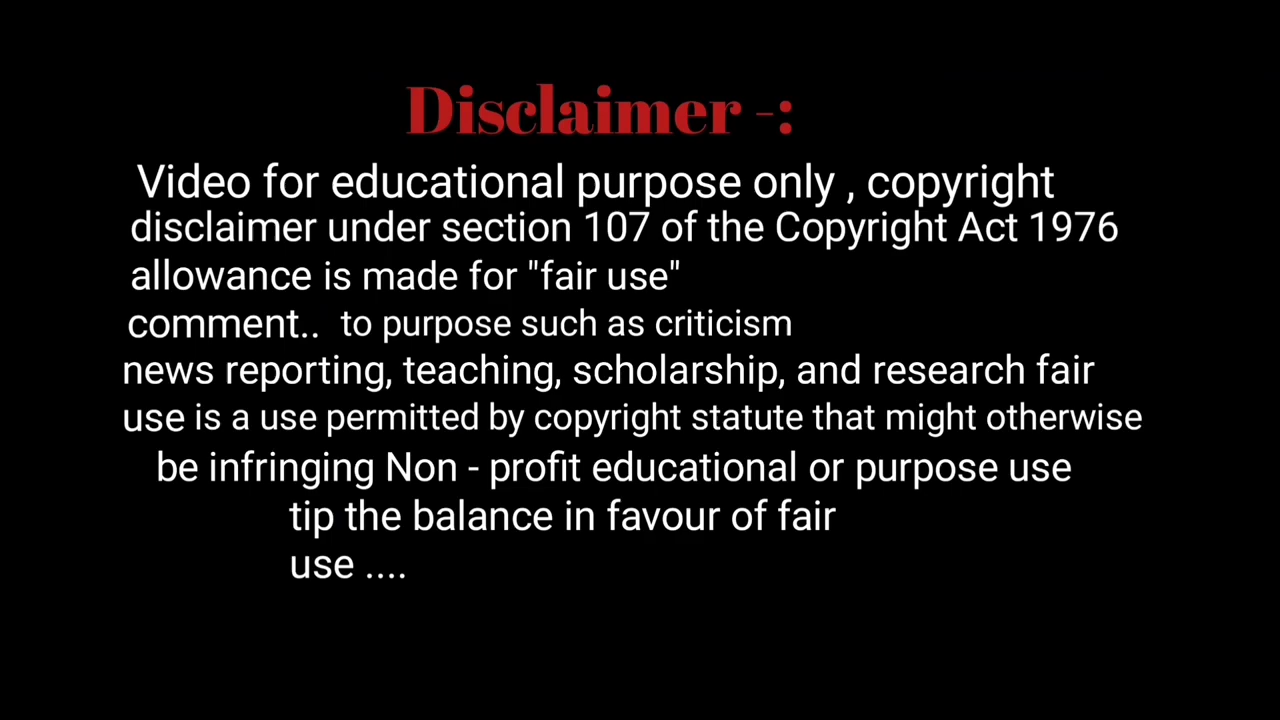 Disclaimer -:
Video for educational purpose only , copyright
disclaimer under section 107 of the Copyright Act 1976
allowance is made for "fair use"
comment.. to purpose such as criticism
news reporting, teaching, scholarship, and research fair
use is a use permitted by copyright statute that might otherwise
be infringing Non - profit educational or purpose use
tip the balance in favour of fair
use ....